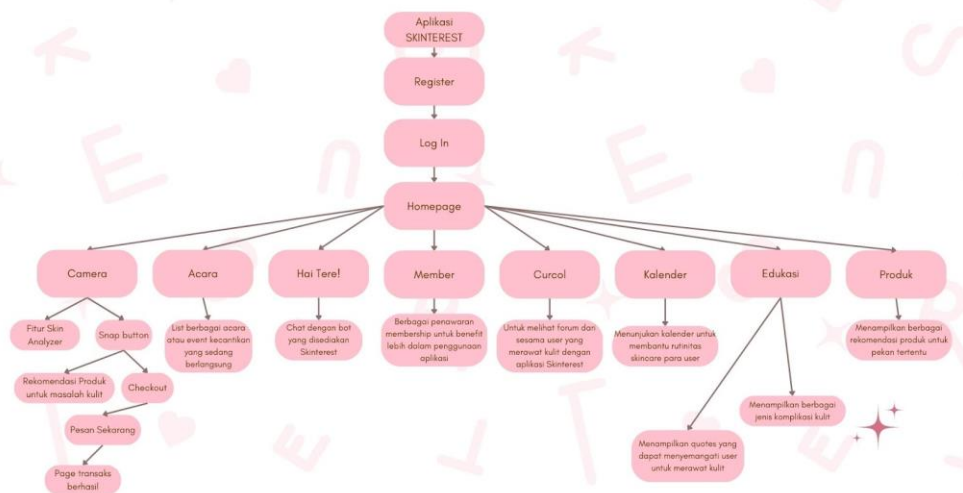 Aplikasi
SKINTEREST
Register
Log In
Homepage
Camera
Acara
Hai Tere!
Member
Curcol
Kalender
Edukasi
Produk
Fitur Skin
Analyzer
Snap button
List berbagai acara
atau event kecantikan
yang sedang
berlangsung
Chat dengan bot
yang disediakan
Skinterest
Berbagai penawaran
membership untuk benefit
lebih dalam penggunaan
aplikasi
Untuk melihat forum dari
sesama user yang
merawat kulit dengan
aplikasi Skinterest
Menunjukan kalender untuk
membantu rutinitas
skincare para user
Menampilkan berbagai
rekomendasi produk untuk
pekan tertentu
Rekomendasi Produk
untuk masalah kulit
Checkout
Pesan Sekarang
Page transaks
berhasil
Menampilkan berbagai
jenis komplikasi kulit
Menampilkan quotes yang
dapat menyemangati user
untuk merawat kulit